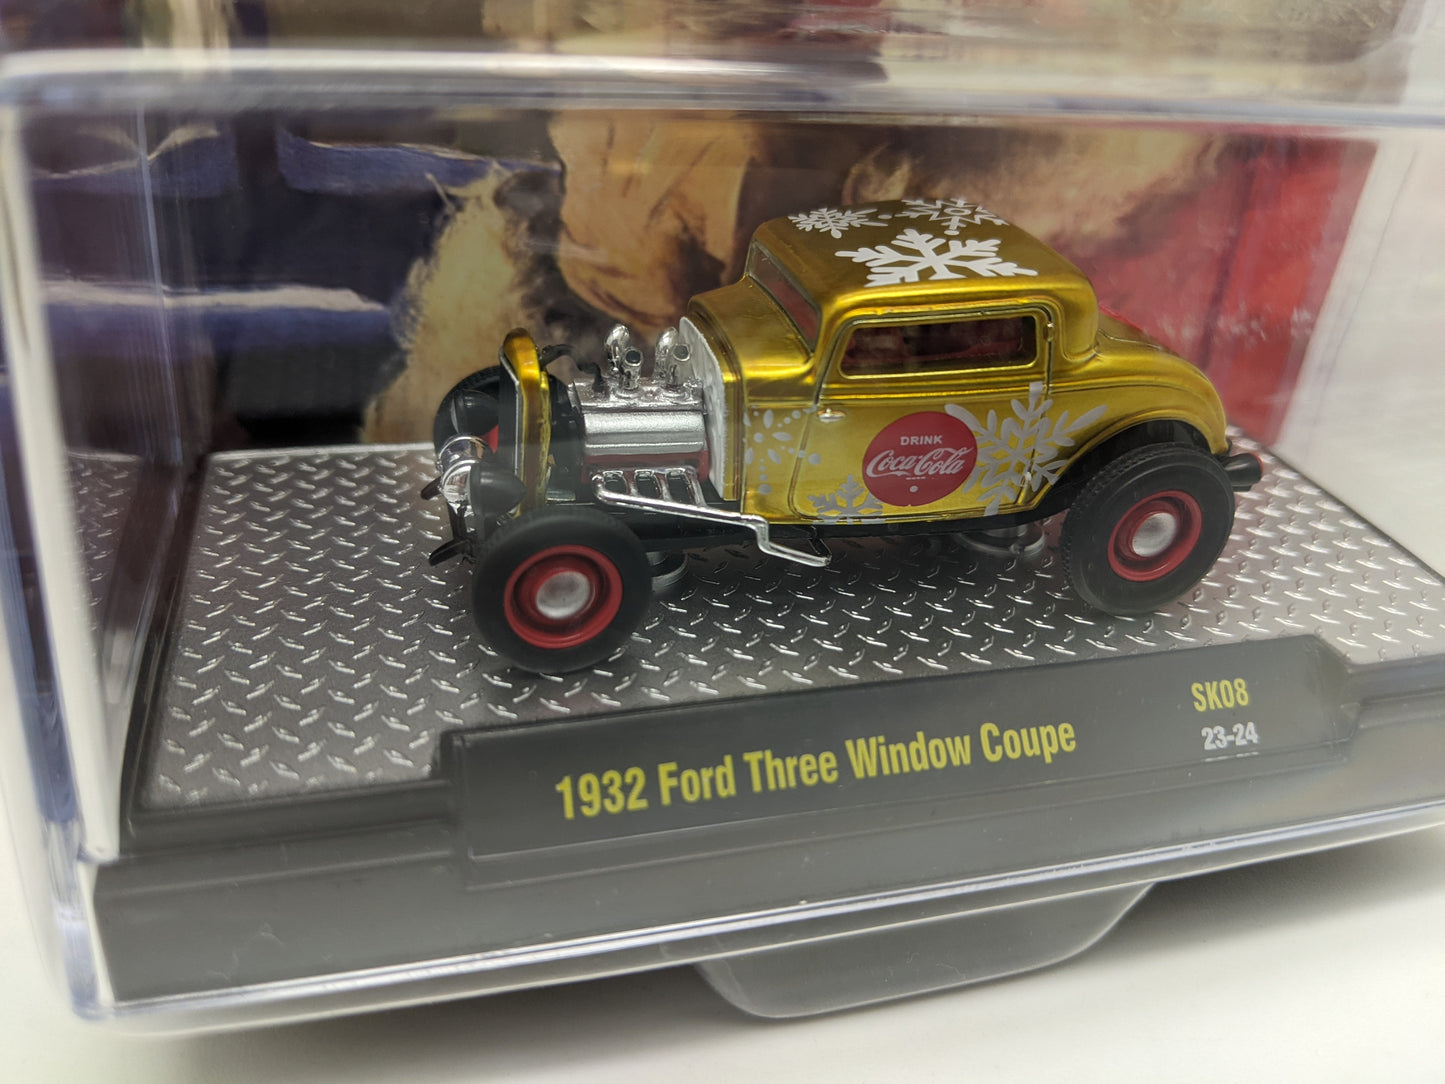 DRINK
Coca-Cola
1932 Ford Three Window Coupe
SK08
23-24